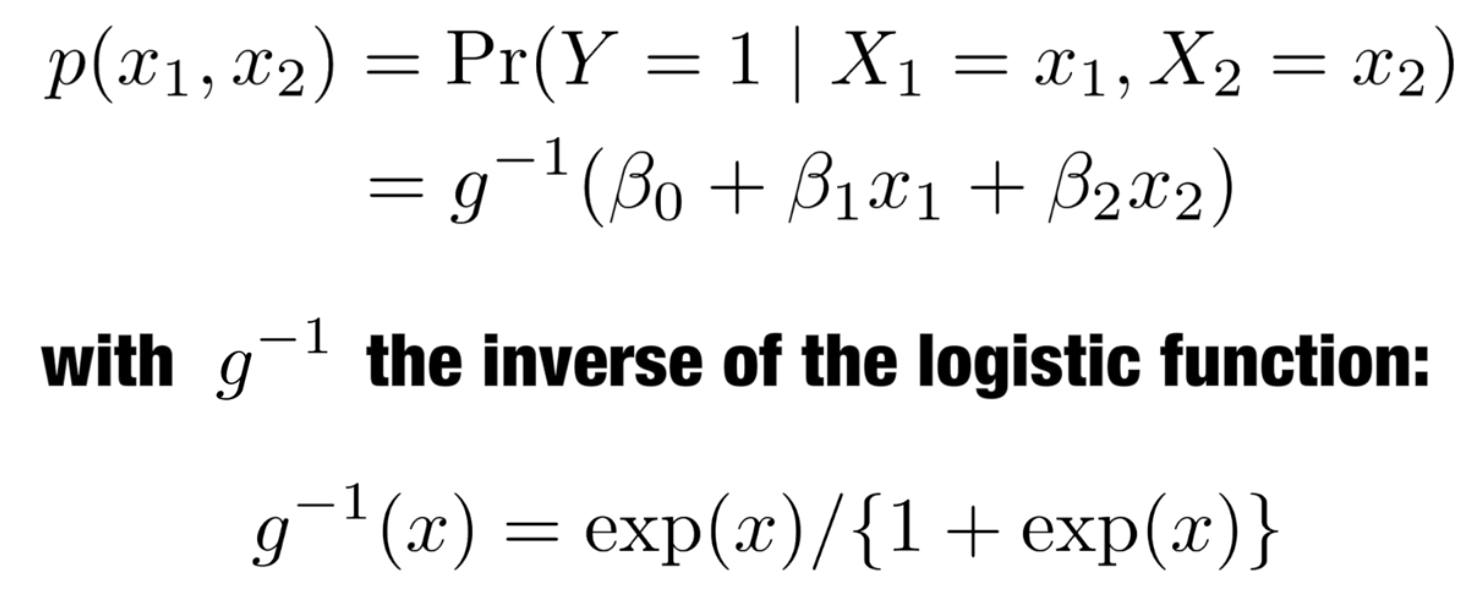 p(x₁, x₂) = Pr(Y = 1 | X₁ = x₁, X₂ = x₂)
= g⁻¹(β₀ + β₁x₁ + β₂x₂)
with g⁻¹ the inverse of the logistic function:
g⁻¹(x) = exp(x)/{1 + exp(x)}